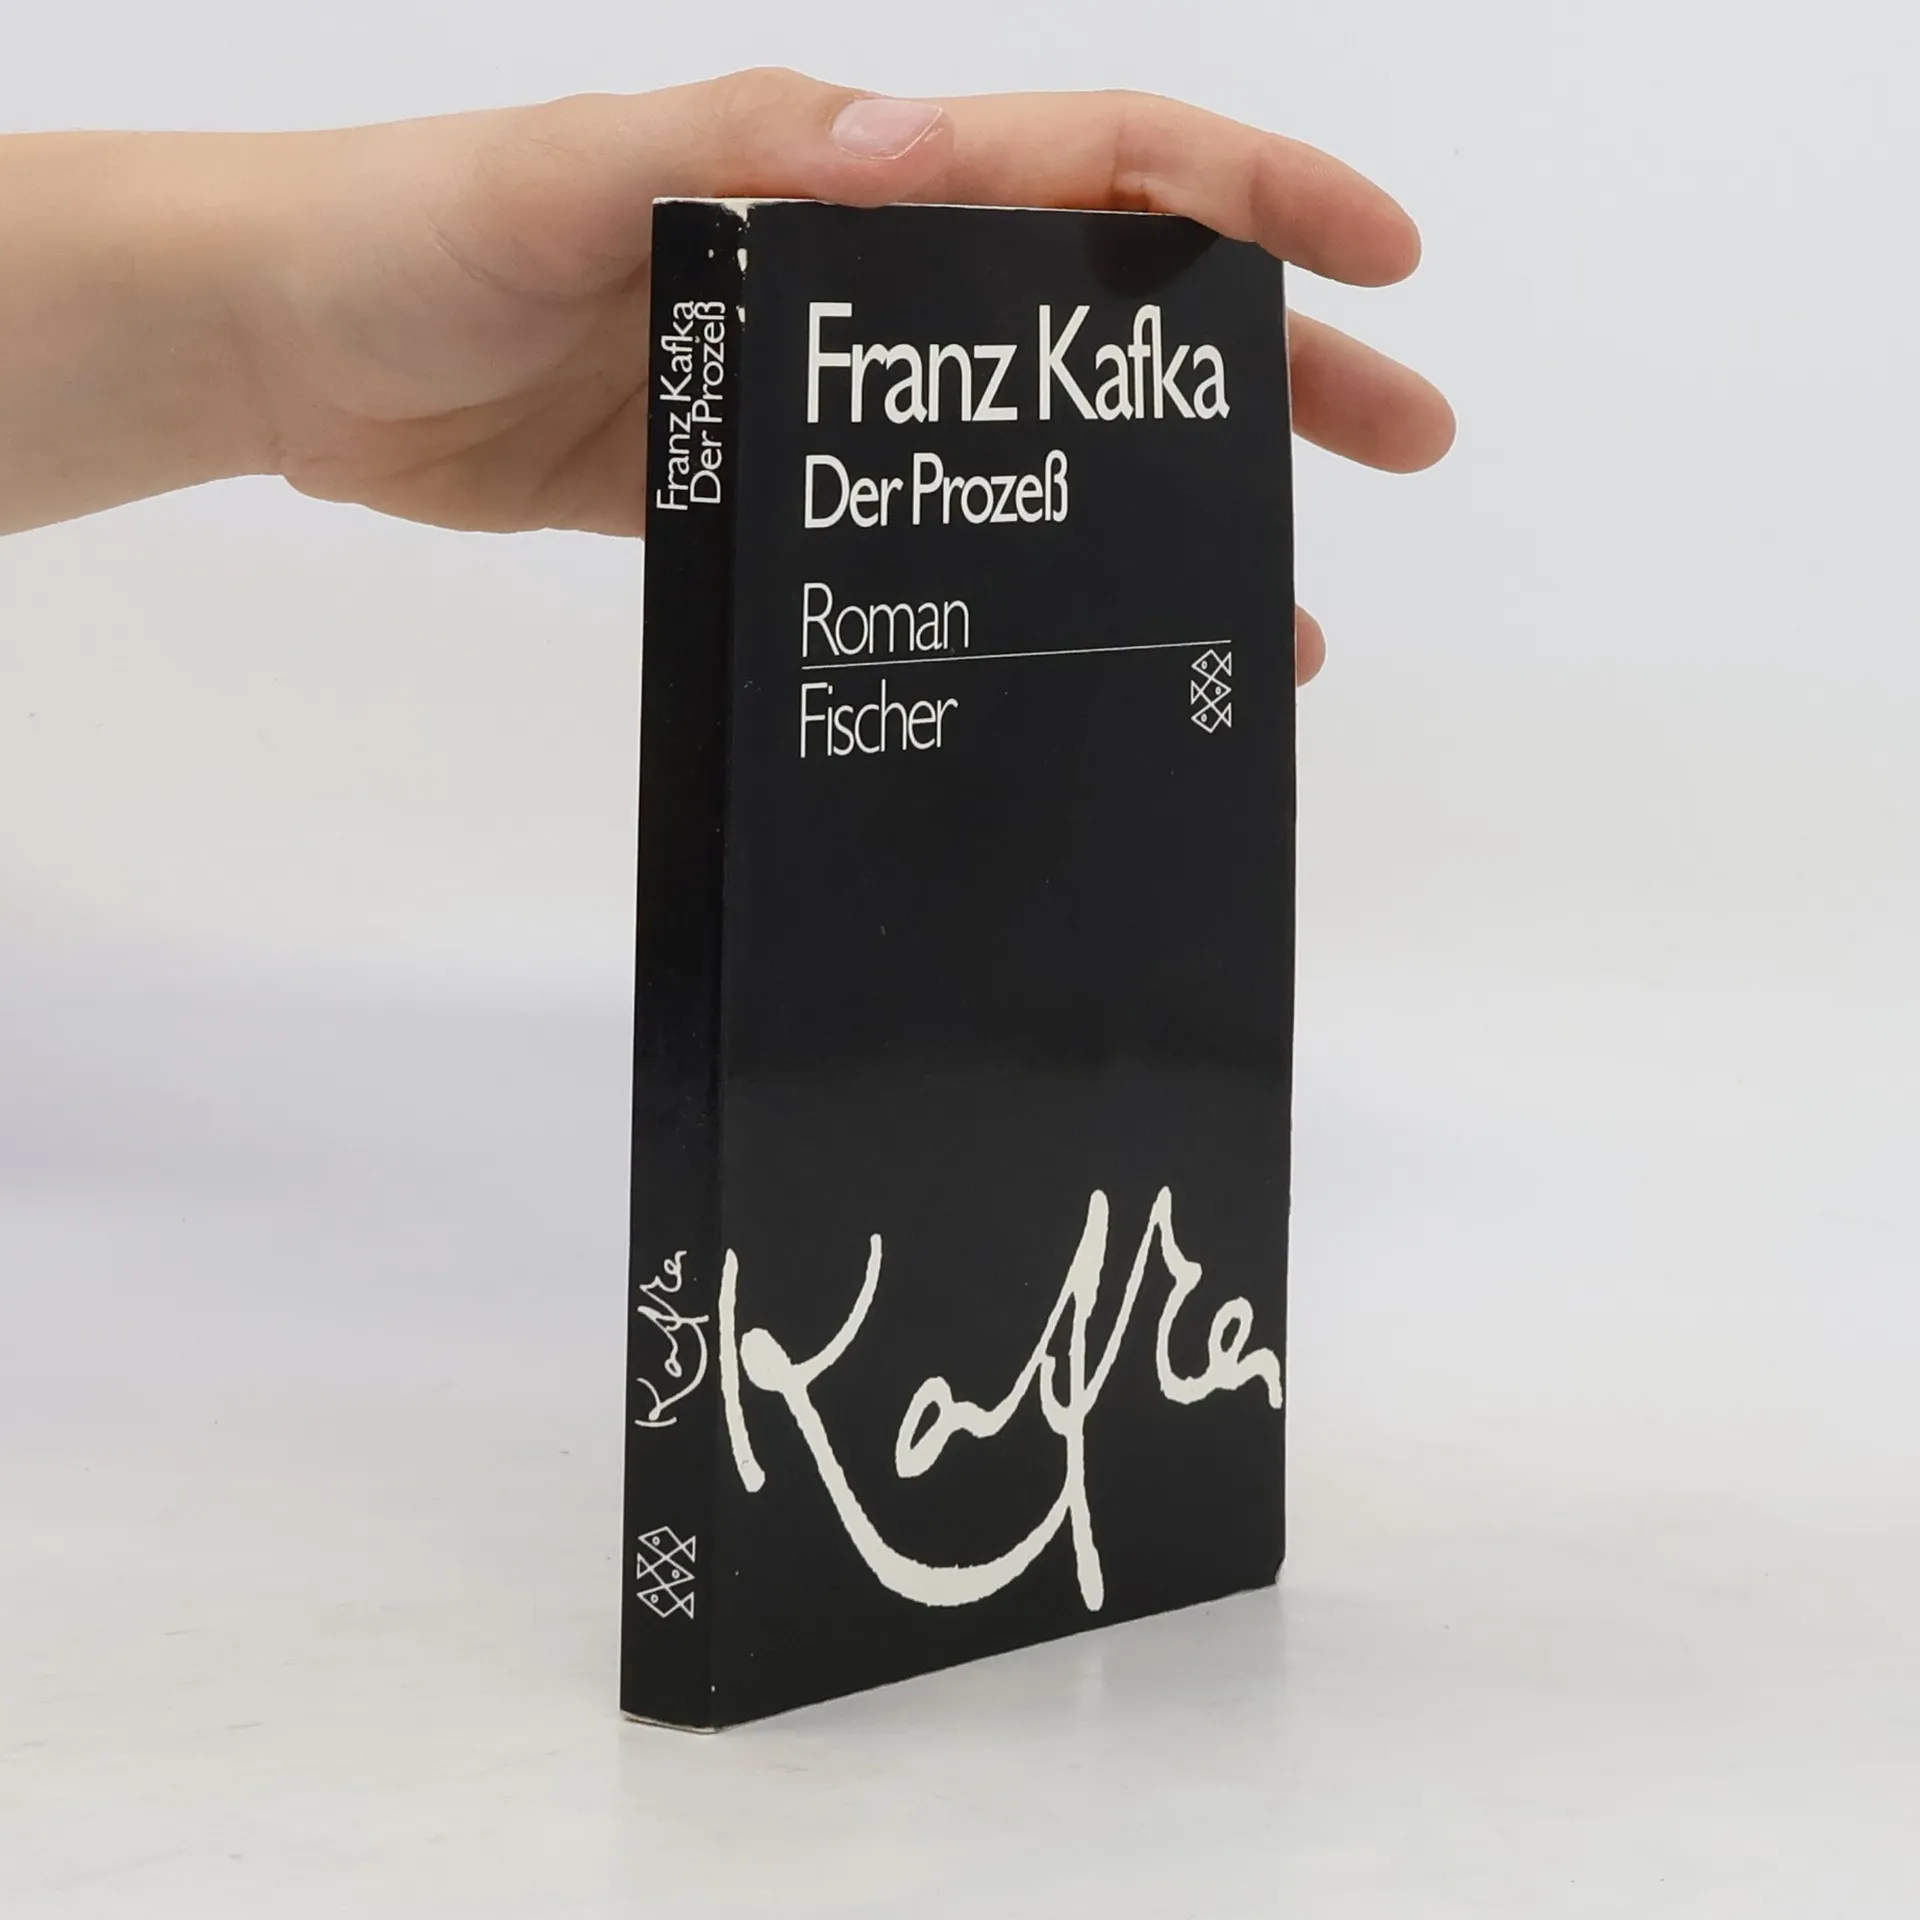 Franz Kafka
Der Prozeß
Kafka
Franz Kafka
Der Prozeß
Roman
Fischer
Kafka